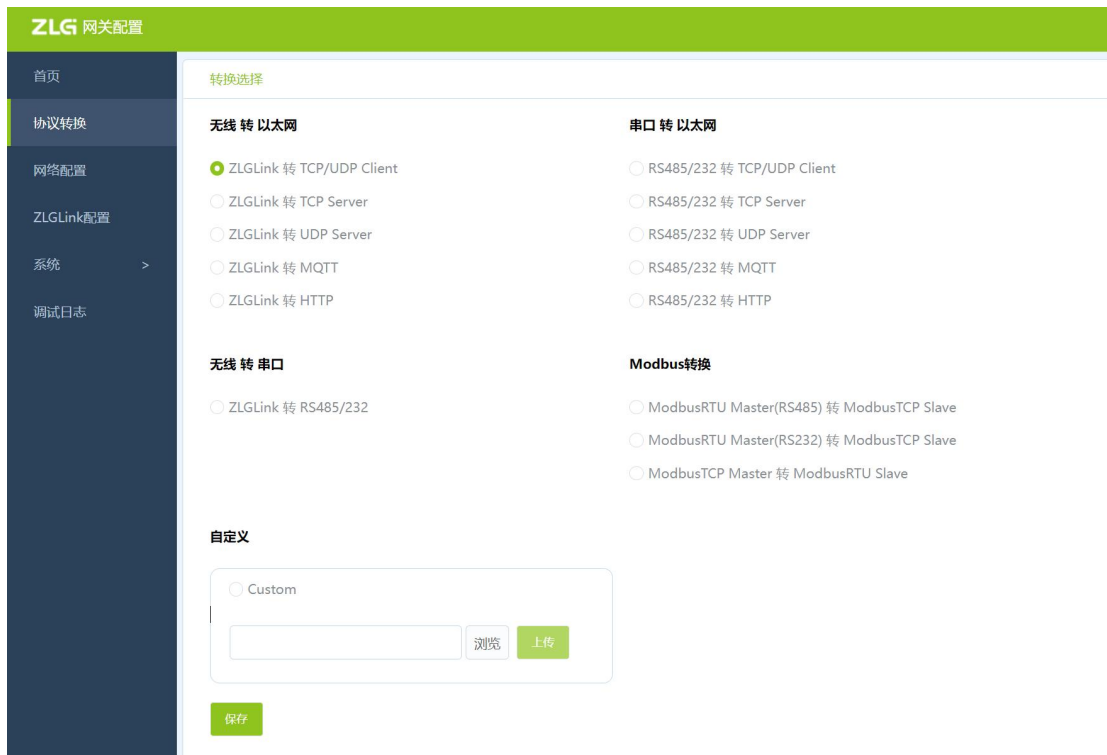 ZLG 网关配置
首页
协议转换
网络配置
ZLGLink配置
系统 >
调试日志
转换选择
无线 转 以太网
ZLGLink 转 TCP/UDP Client
ZLGLink 转 TCP Server
ZLGLink 转 UDP Server
ZLGLink 转 MQTT
ZLGLink 转 HTTP
串口 转 以太网
RS485/232 转 TCP/UDP Client
RS485/232 转 TCP Server
RS485/232 转 UDP Server
RS485/232 转 MQTT
RS485/232 转 HTTP
无线 转 串口
ZLGLink 转 RS485/232
Modbus转换
ModbusRTU Master(RS485) 转 ModbusTCP Slave
ModbusRTU Master(RS232) 转 ModbusTCP Slave
ModbusTCP Master 转 ModbusRTU Slave
自定义
Custom
浏览 上传
保存